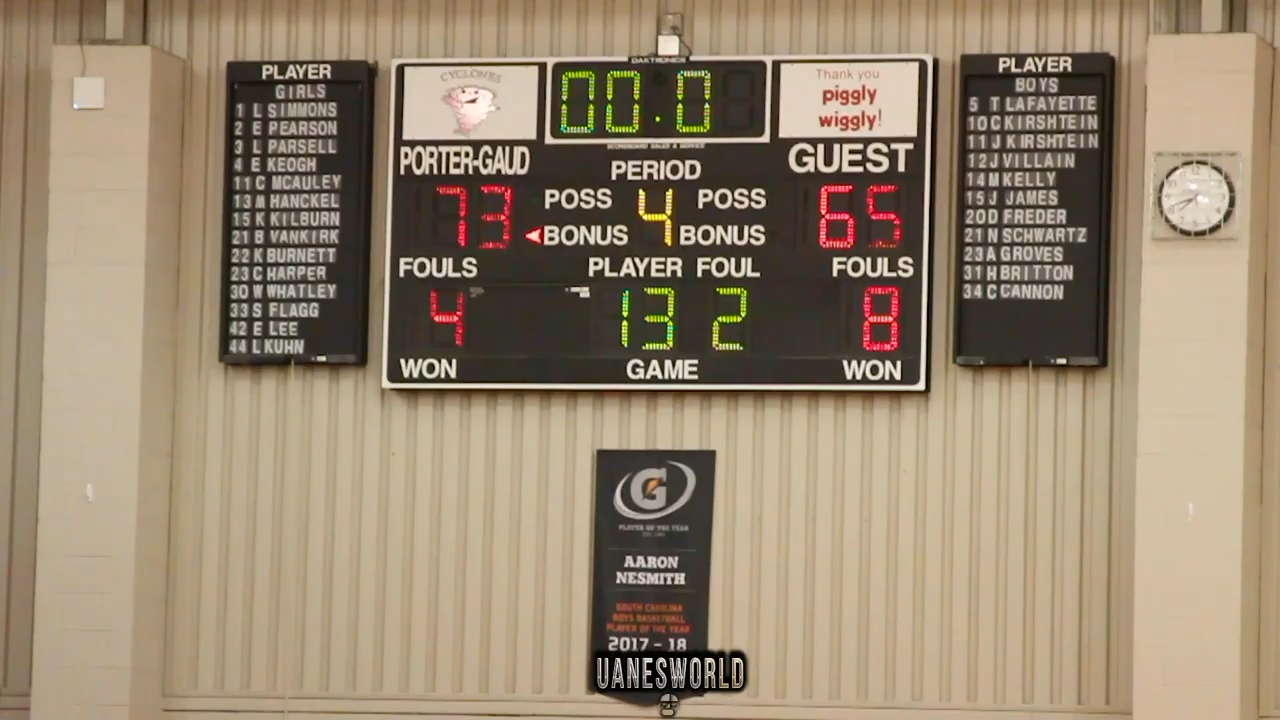 PLAYER
GIRLS
1 L SIMMONS
2 E PEARSON
3 L PARSELL
4 E KEOGH
11 C MCAULEY
13 M HANCKEL
15 K KILBURN
21 B VANKIRK
22 K BURNETT
23 C HARPER
30 W WHATLEY
33 S FLAGG
42 E LEE
44 L KUHN
DAKTRONICS
CYCLONES
00.0
Thank you
piggly
wiggly!
SCOREBOARD SALES & SERVICE
PORTER-GAUD
PERIOD
GUEST
73
POSS
4
POSS
65
BONUS
BONUS
FOULS
PLAYER FOUL
FOULS
4
13 2
8
WON
GAME
WON
PLAYER
BOYS
5 T LAFAYETTE
10 C KIRSHTEIN
11 J KIRSHTEIN
12 J VILLAIN
14 M KELLY
15 J JAMES
20 D FREDER
21 N SCHWARTZ
23 A GROVES
31 H BRITTON
34 C CANNON
G
PLAYER OF THE YEAR
AARON
NESMITH
SOUTH CAROLINA
BOYS BASKETBALL
PLAYER OF THE YEAR
2017 - 18
UANESWORLD